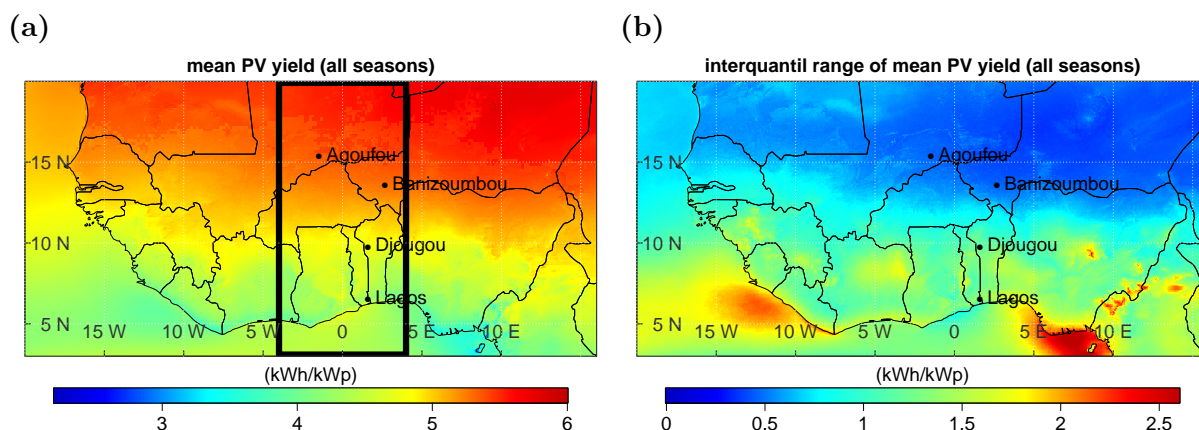 (a)
mean PV yield (all seasons)
Agoufou
15 N
Banizoumbou
10 N
Djougou
Lagos
5 N
15 W
10 W
5 W
0
5 E
10 E
(kWh/kWp)
3
4
5
6
(b)
interquantil range of mean PV yield (all seasons)
Agoufou
15 N
Banizoumbou
10 N
Djougou
Lagos
5 N
15 W
10 W
5 W
0
5 E
10 E
(kWh/kWp)
0
0.5
1
1.5
2
2.5